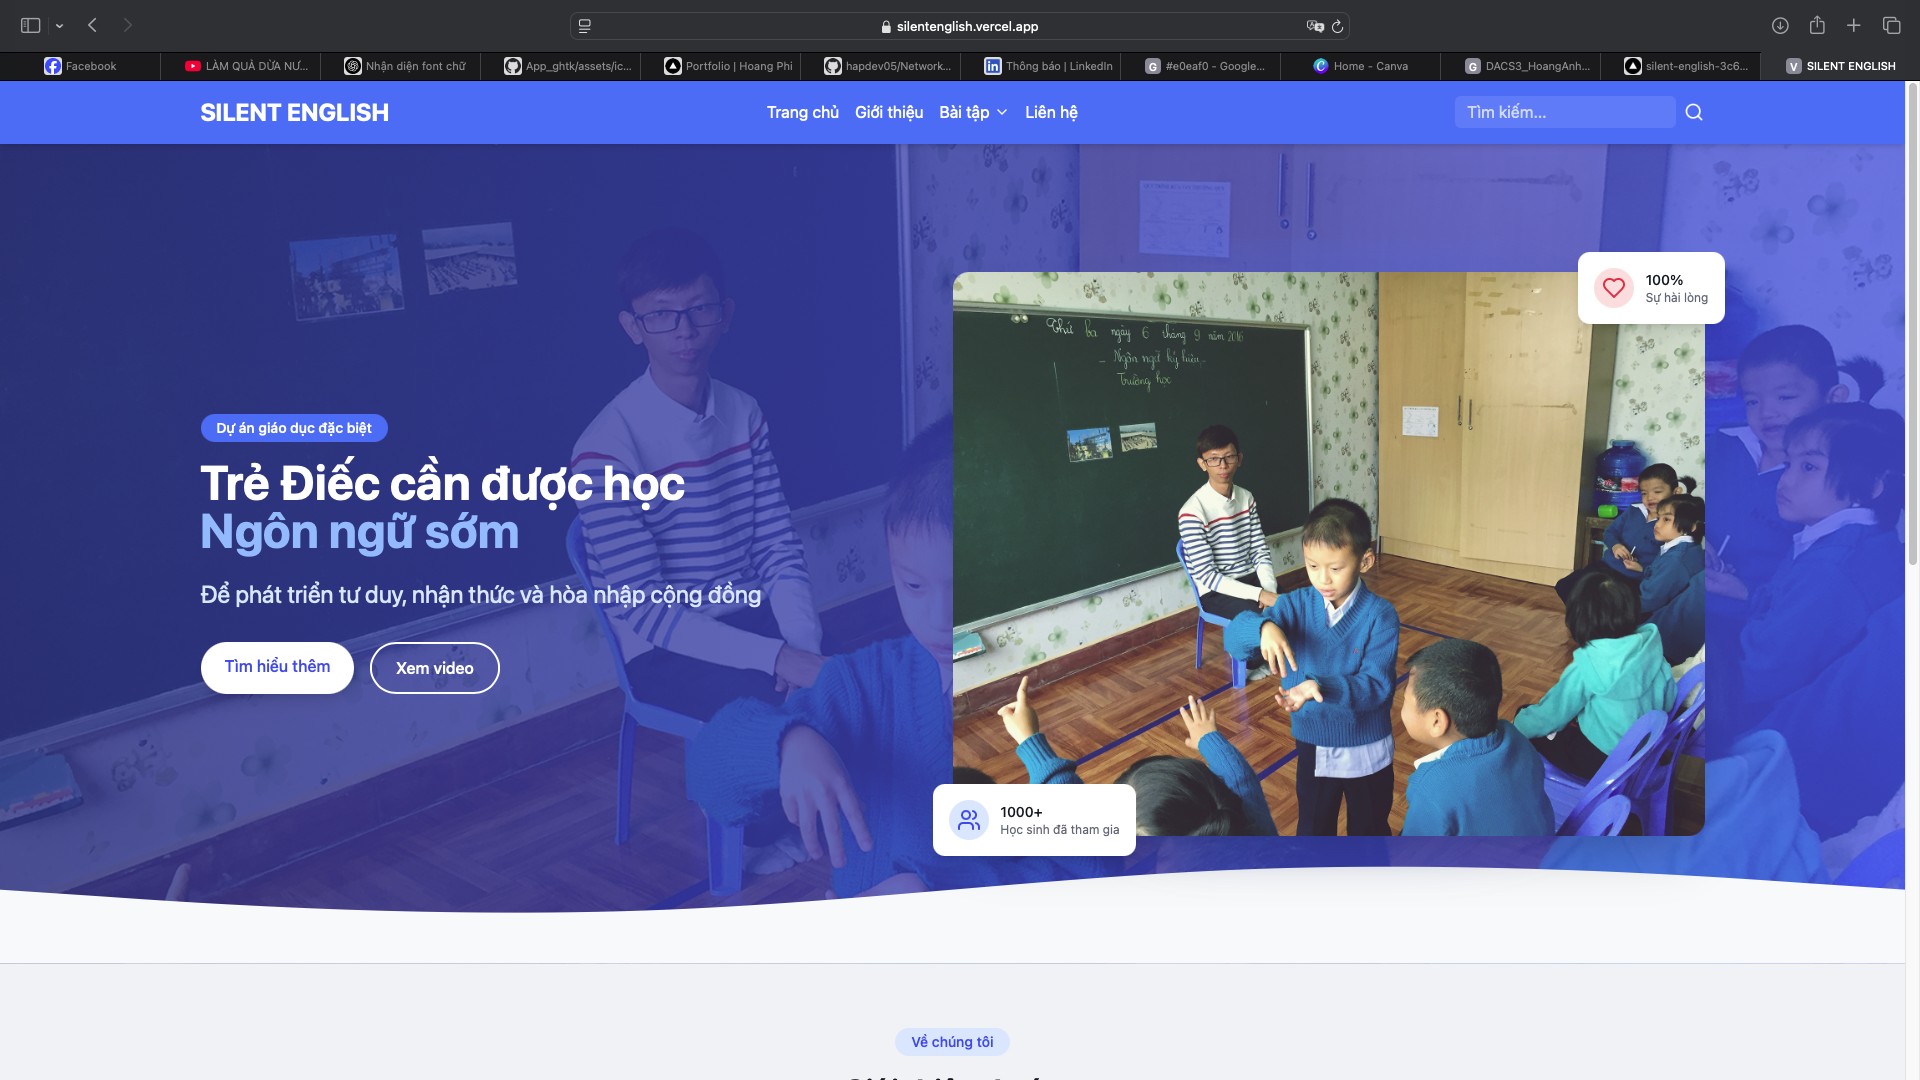 silentenglish.vercel.app
Facebook
LÀM QUẢ DỪA NƯ...
Nhận diện font chữ
App_ghtk/assets/ic...
Portfolio | Hoang Phi
hapdev05/Network...
Thông báo | LinkedIn
G #e0eaf0 - Google...
Home - Canva
G DACS3_HoangAnh...
silent-english-3c6...
V SILENT ENGLISH
SILENT ENGLISH
Trang chủ
Giới thiệu
Bài tập
Liên hệ
Tìm kiếm...
100%
Sự hài lòng
Thứ ba ngày 6 tháng 9 năm 2016
- Ngôn ngữ ký hiệu -
Trường học
Dự án giáo dục đặc biệt
Trẻ Điếc cần được học
Ngôn ngữ sớm
Để phát triển tư duy, nhận thức và hòa nhập cộng đồng
Tìm hiểu thêm
Xem video
1000+
Học sinh đã tham gia
Về chúng tôi